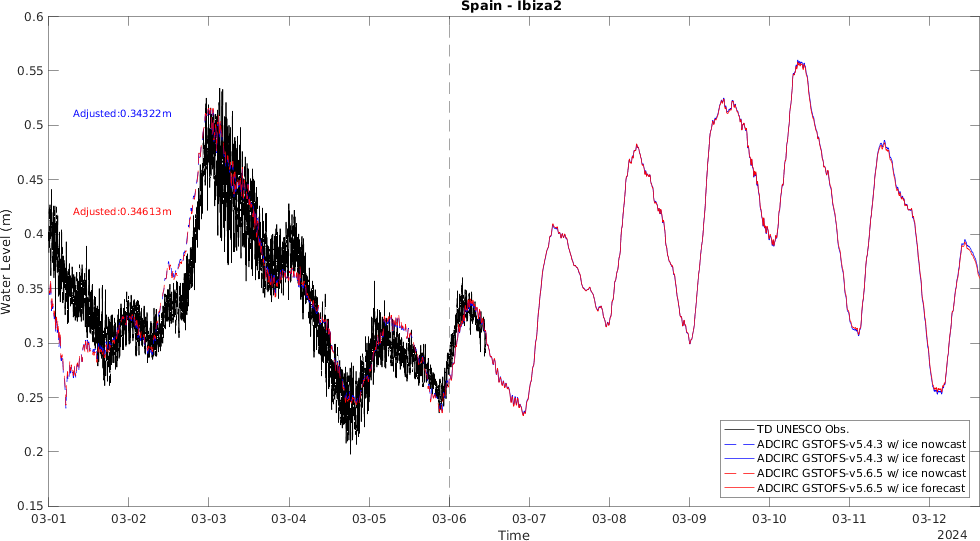 Spain - Ibiza2
0.6
0.55
0.5
0.45
0.4
0.35
0.3
0.25
0.2
0.15
Water Level (m)
Adjusted:0.34322m
Adjusted:0.34613m
TD UNESCO Obs.
ADCIRC GSTOFS-v5.4.3 w/ ice nowcast
ADCIRC GSTOFS-v5.4.3 w/ ice forecast
ADCIRC GSTOFS-v5.6.5 w/ ice nowcast
ADCIRC GSTOFS-v5.6.5 w/ ice forecast
03-01 03-02 03-03 03-04 03-05 03-06 03-07 03-08 03-09 03-10 03-11 03-12
Time
2024